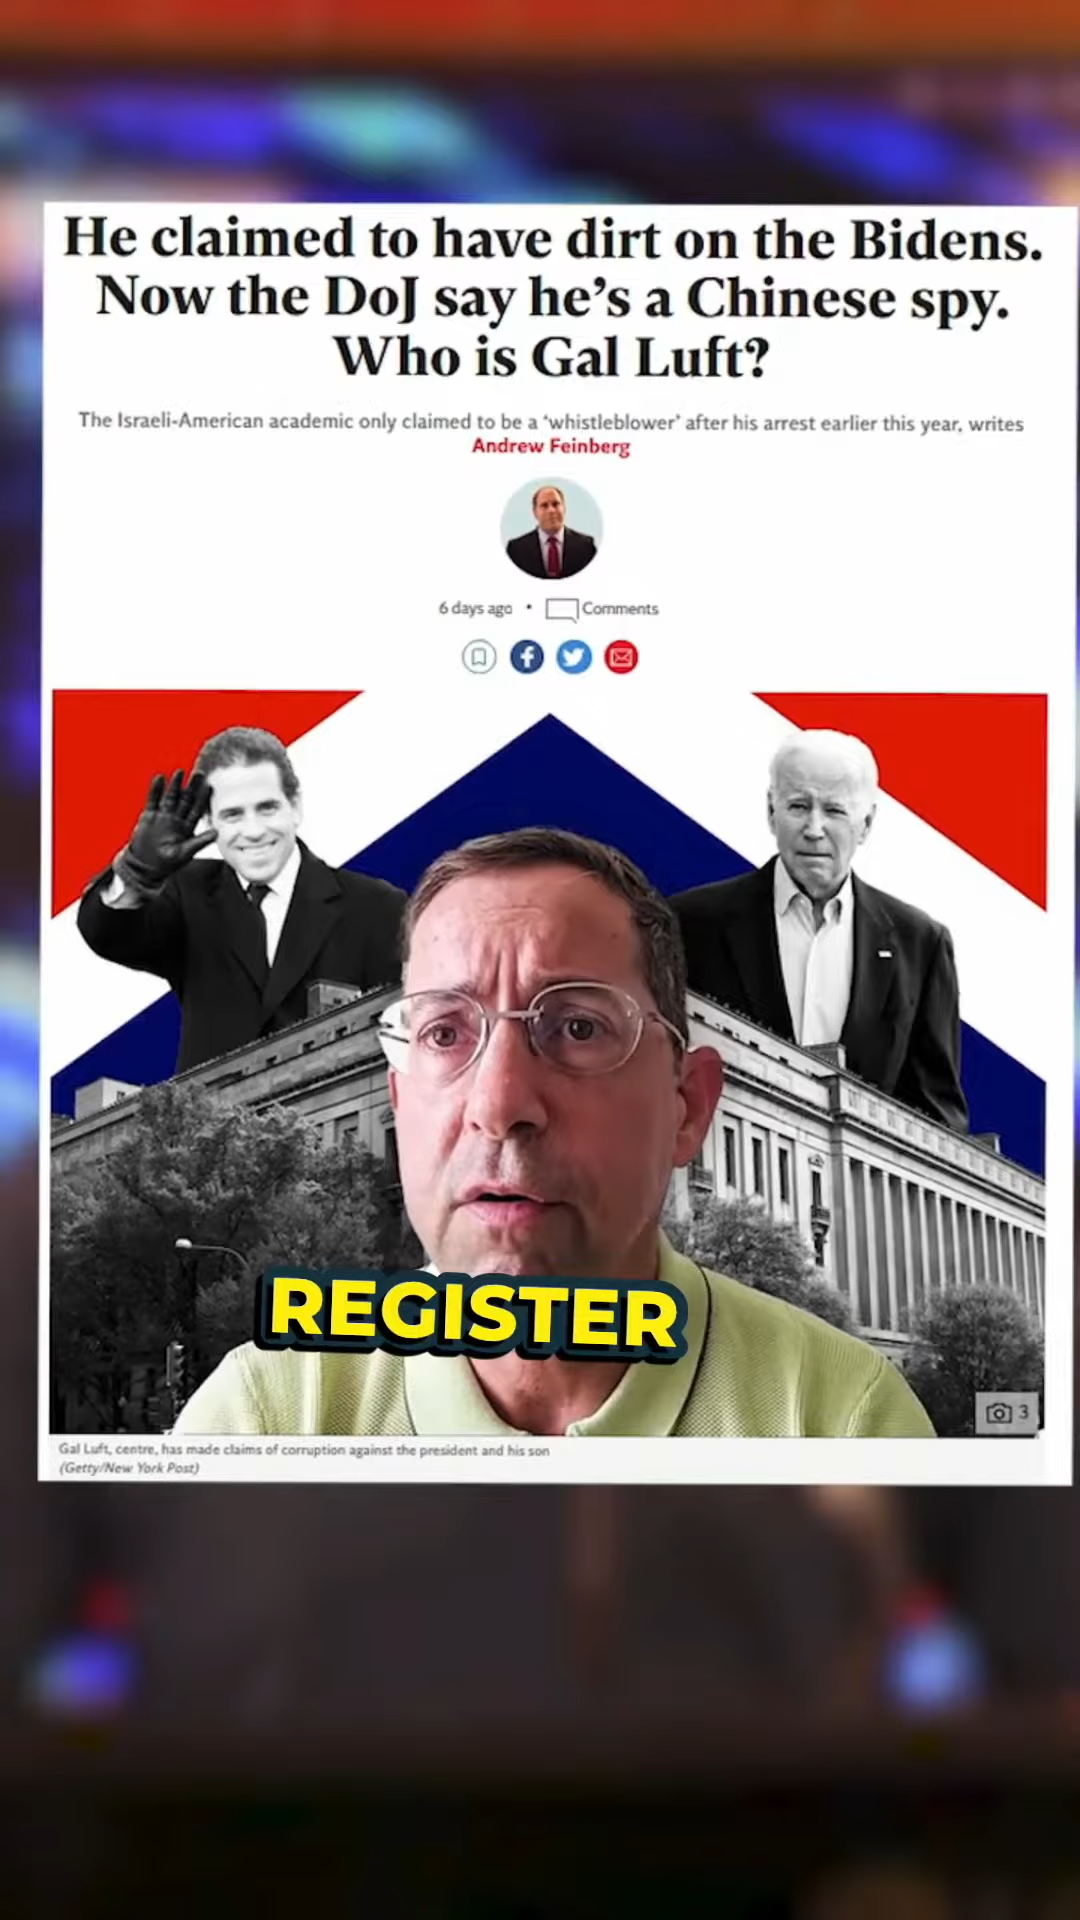 He claimed to have dirt on the Bidens.
Now the DoJ say he's a Chinese spy.
Who is Gal Luft?
The Israeli-American academic only claimed to be a ‘whistleblower’ after his arrest earlier this year, writes
Andrew Feinberg
6 days ago • Comments
REGISTER
3
Gal Luft, centre, has made claims of corruption against the president and his son
(Getty/New York Post)